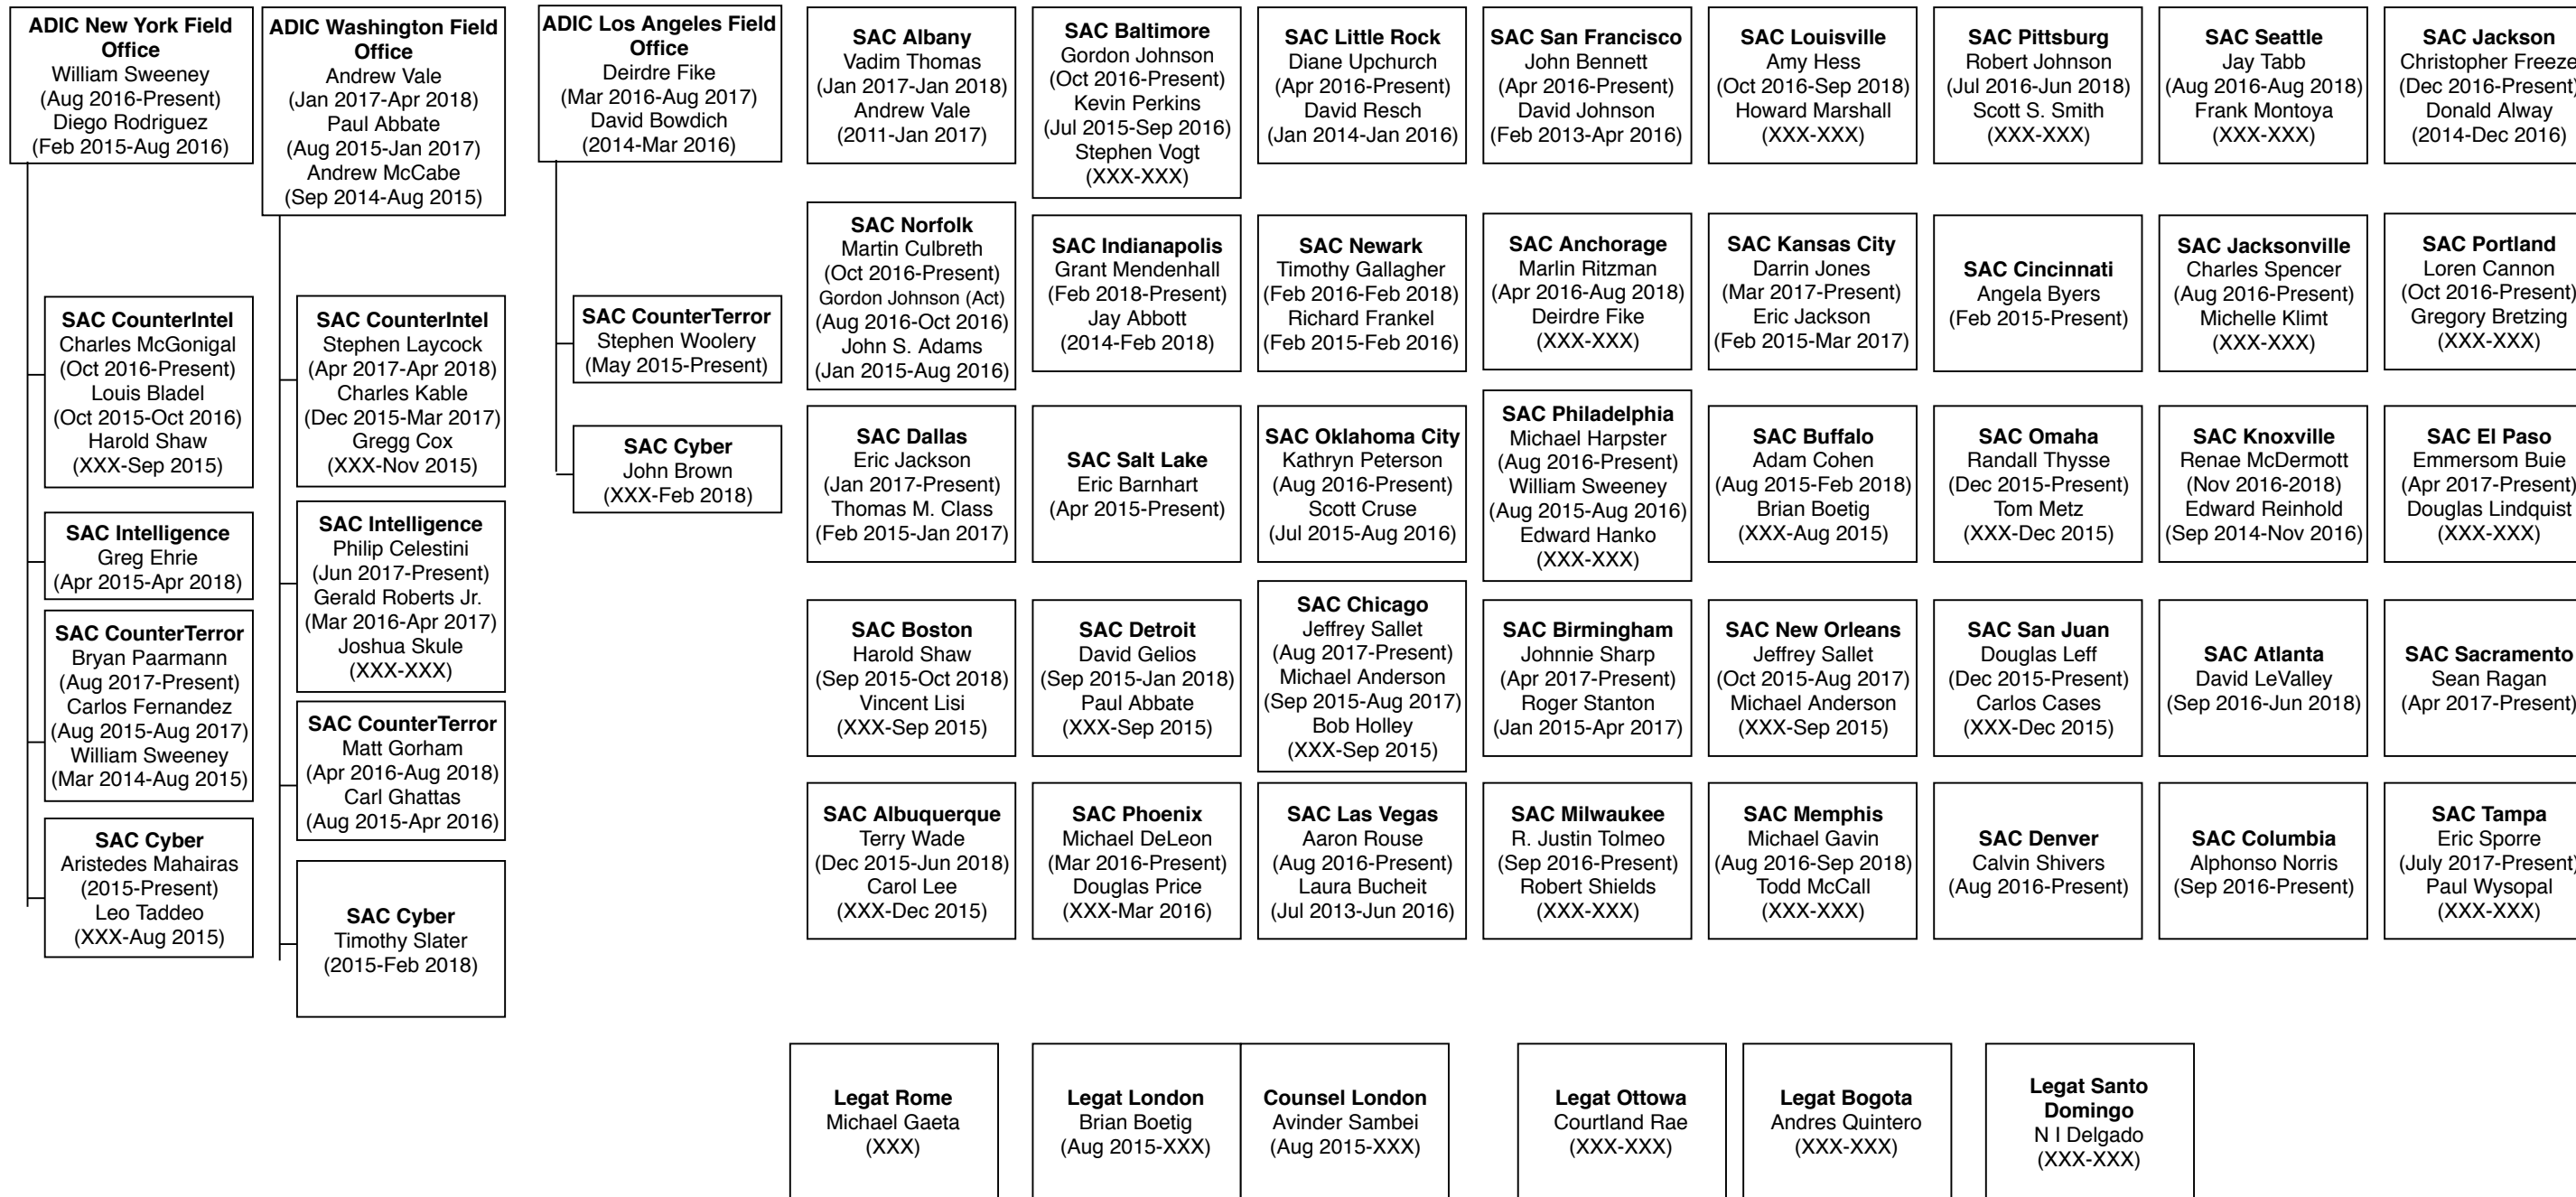 ADIC New York Field
Office
William Sweeney
(Aug 2016-Present)
Diego Rodriguez
(Feb 2015-Aug 2016)
SAC CounterIntel
Charles McGonigal
(Oct 2016-Present)
Louis Bladel
(Oct 2015-Oct 2016)
Harold Shaw
(XXX-Sep 2015)
SAC Intelligence
Greg Ehrie
(Apr 2015-Apr 2018)
SAC CounterTerror
Bryan Paarmann
(Aug 2017-Present)
Carlos Fernandez
(Aug 2015-Aug 2017)
William Sweeney
(Mar 2014-Aug 2015)
SAC Cyber
Aristedes Mahairas
(2015-Present)
Leo Taddeo
(XXX-Aug 2015)
ADIC Washington Field
Office
Andrew Vale
(Jan 2017-Apr 2018)
Paul Abbate
(Aug 2015-Jan 2017)
Andrew McCabe
(Sep 2014-Aug 2015)
SAC CounterIntel
Stephen Laycock
(Apr 2017-Apr 2018)
Charles Kable
(Dec 2015-Mar 2017)
Gregg Cox
(XXX-Nov 2015)
SAC Intelligence
Philip Celestini
(Jun 2017-Present)
Gerald Roberts Jr.
(Mar 2016-Apr 2017)
Joshua Skule
(XXX-XXX)
SAC CounterTerror
Matt Gorham
(Apr 2016-Aug 2018)
Carl Ghattas
(Aug 2015-Apr 2016)
SAC Cyber
Timothy Slater
(2015-Feb 2018)
ADIC Los Angeles Field
Office
Deirdre Fike
(Mar 2016-Aug 2017)
David Bowdich
(2014-Mar 2016)
SAC CounterTerror
Stephen Woolery
(May 2015-Present)
SAC Cyber
John Brown
(XXX-Feb 2018)
SAC Albany
Vadim Thomas
(Jan 2017-Jan 2018)
Andrew Vale
(2011-Jan 2017)
SAC Baltimore
Gordon Johnson
(Oct 2016-Present)
Kevin Perkins
(Jul 2015-Sep 2016)
Stephen Vogt
(XXX-XXX)
SAC Little Rock
Diane Upchurch
(Apr 2016-Present)
David Resch
(Jan 2014-Jan 2016)
SAC San Francisco
John Bennett
(Apr 2016-Present)
David Johnson
(Feb 2013-Apr 2016)
SAC Louisville
Amy Hess
(Oct 2016-Sep 2018)
Howard Marshall
(XXX-XXX)
SAC Pittsburg
Robert Johnson
(Jul 2016-Jun 2018)
Scott S. Smith
(XXX-XXX)
SAC Seattle
Jay Tabb
(Aug 2016-Aug 2018)
Frank Montoya
(XXX-XXX)
SAC Jackson
Christopher Freeze
(Dec 2016-Present)
Donald Alway
(2014-Dec 2016)
SAC Norfolk
Martin Culbreth
(Oct 2016-Present)
Gordon Johnson (Act)
(Aug 2016-Oct 2016)
John S. Adams
(Jan 2015-Aug 2016)
SAC Indianapolis
Grant Mendenhall
(Feb 2018-Present)
Jay Abbott
(2014-Feb 2018)
SAC Newark
Timothy Gallagher
(Feb 2016-Feb 2018)
Richard Frankel
(Feb 2015-Feb 2016)
SAC Anchorage
Marlin Ritzman
(Apr 2016-Aug 2018)
Deirdre Fike
(XXX-XXX)
SAC Kansas City
Darrin Jones
(Mar 2017-Present)
Eric Jackson
(Feb 2015-Mar 2017)
SAC Cincinnati
Angela Byers
(Feb 2015-Present)
SAC Jacksonville
Charles Spencer
(Aug 2016-Present)
Michelle Klimt
(XXX-XXX)
SAC Portland
Loren Cannon
(Oct 2016-Present)
Gregory Bretzing
(XXX-XXX)
SAC Dallas
Eric Jackson
(Jan 2017-Present)
Thomas M. Class
(Feb 2015-Jan 2017)
SAC Salt Lake
Eric Barnhart
(Apr 2015-Present)
SAC Oklahoma City
Kathryn Peterson
(Aug 2016-Present)
Scott Cruse
(Jul 2015-Aug 2016)
SAC Philadelphia
Michael Harpster
(Aug 2016-Present)
William Sweeney
(Aug 2015-Aug 2016)
Edward Hanko
(XXX-XXX)
SAC Buffalo
Adam Cohen
(Aug 2015-Feb 2018)
Brian Boetig
(XXX-Aug 2015)
SAC Omaha
Randall Thysse
(Dec 2015-Present)
Tom Metz
(XXX-Dec 2015)
SAC Knoxville
Renae McDermott
(Nov 2016-2018)
Edward Reinhold
(Sep 2014-Nov 2016)
SAC El Paso
Emmersom Buie
(Apr 2017-Present)
Douglas Lindquist
(XXX-XXX)
SAC Boston
Harold Shaw
(Sep 2015-Oct 2018)
Vincent Lisi
(XXX-Sep 2015)
SAC Detroit
David Gelios
(Sep 2015-Jan 2018)
Paul Abbate
(XXX-Sep 2015)
SAC Chicago
Jeffrey Sallet
(Aug 2017-Present)
Michael Anderson
(Sep 2015-Aug 2017)
Bob Holley
(XXX-Sep 2015)
SAC Birmingham
Johnnie Sharp
(Apr 2017-Present)
Roger Stanton
(Jan 2015-Apr 2017)
SAC New Orleans
Jeffrey Sallet
(Oct 2015-Aug 2017)
Michael Anderson
(XXX-Sep 2015)
SAC San Juan
Douglas Leff
(Dec 2015-Present)
Carlos Cases
(XXX-Dec 2015)
SAC Atlanta
David LeValley
(Sep 2016-Jun 2018)
SAC Sacramento
Sean Ragan
(Apr 2017-Present)
SAC Albuquerque
Terry Wade
(Dec 2015-Jun 2018)
Carol Lee
(XXX-Dec 2015)
SAC Phoenix
Michael DeLeon
(Mar 2016-Present)
Douglas Price
(XXX-Mar 2016)
SAC Las Vegas
Aaron Rouse
(Aug 2016-Present)
Laura Bucheit
(Jul 2013-Jun 2016)
SAC Milwaukee
R. Justin Tolmeo
(Sep 2016-Present)
Robert Shields
(XXX-XXX)
SAC Memphis
Michael Gavin
(Aug 2016-Sep 2018)
Todd McCall
(XXX-XXX)
SAC Denver
Calvin Shivers
(Aug 2016-Present)
SAC Columbia
Alphonso Norris
(Sep 2016-Present)
SAC Tampa
Eric Sporre
(July 2017-Present)
Paul Wysopal
(XXX-XXX)
Legat Rome
Michael Gaeta
(XXX)
Legat London
Brian Boetig
(Aug 2015-XXX)
Counsel London
Avinder Sambei
(Aug 2015-XXX)
Legat Ottowa
Courtland Rae
(XXX-XXX)
Legat Bogota
Andres Quintero
(XXX-XXX)
Legat Santo
Domingo
N I Delgado
(XXX-XXX)